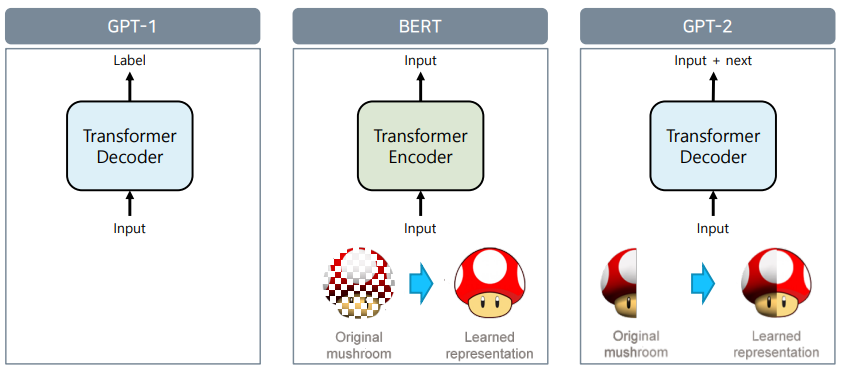 GPT-1
Label
Transformer
Decoder
Input
BERT
Input
Transformer
Encoder
Input
Original
mushroom
Learned
representation
GPT-2
Input + next
Transformer
Decoder
Input
Original
mushroom
Learned
representation